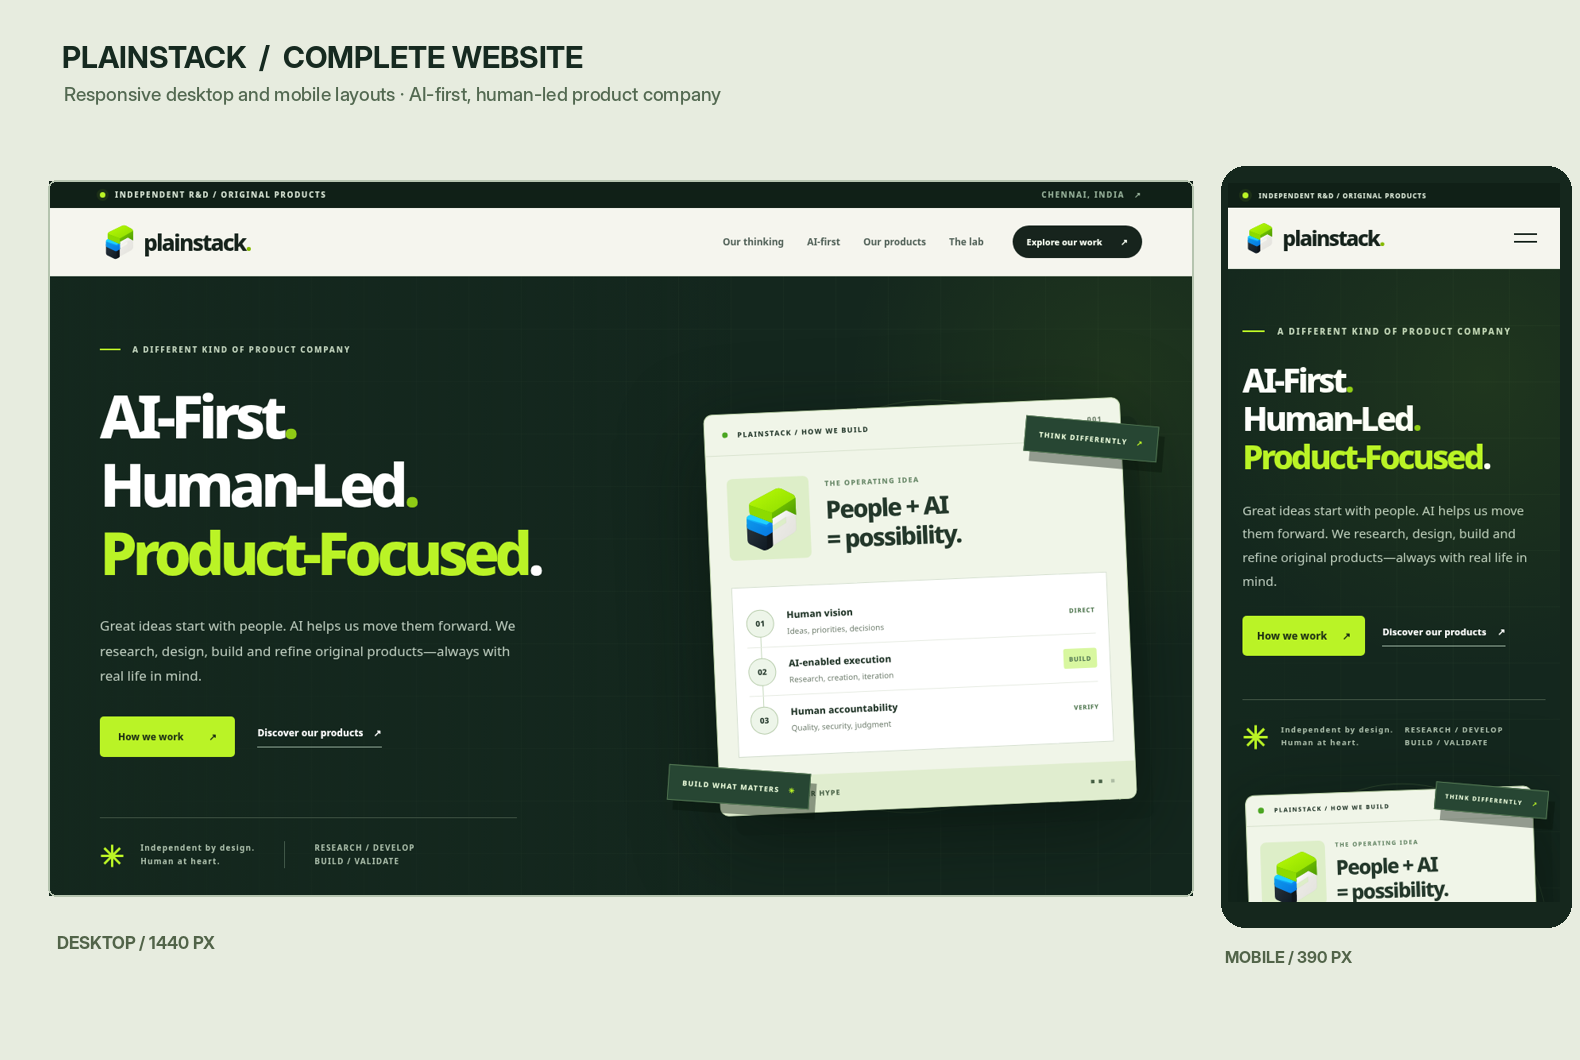 PLAINSTACK / COMPLETE WEBSITE
Responsive desktop and mobile layouts · AI-first, human-led product company
INDEPENDENT R&D / ORIGINAL PRODUCTS
CHENNAI, INDIA ↗
plainstack.
Our thinking
AI-first
Our products
The lab
Explore our work ↗
A DIFFERENT KIND OF PRODUCT COMPANY
AI-First.
Human-Led.
Product-Focused.
Great ideas start with people. AI helps us move them forward. We
research, design, build and refine original products—always with
real life in mind.
How we work ↗
Discover our products ↗
Independent by design.
Human at heart.
RESEARCH / DEVELOP
BUILD / VALIDATE
PLAINSTACK / HOW WE BUILD
THINK DIFFERENTLY ↗
THE OPERATING IDEA
People + AI
= possibility.
01
Human vision
Ideas, priorities, decisions
DIRECT
02
AI-enabled execution
Research, creation, iteration
BUILD
03
Human accountability
Quality, security, judgment
VERIFY
BUILD WHAT MATTERS
HYPE
DESKTOP / 1440 PX
INDEPENDENT R&D / ORIGINAL PRODUCTS
plainstack.
A DIFFERENT KIND OF PRODUCT COMPANY
AI-First.
Human-Led.
Product-Focused.
Great ideas start with people. AI helps us move
them forward. We research, design, build and
refine original products—always with real life in
mind.
How we work ↗
Discover our products ↗
Independent by design.
Human at heart.
RESEARCH / DEVELOP
BUILD / VALIDATE
PLAINSTACK / HOW WE BUILD
THINK DIFFERENTLY ↗
THE OPERATING IDEA
People + AI
= possibility.
MOBILE / 390 PX